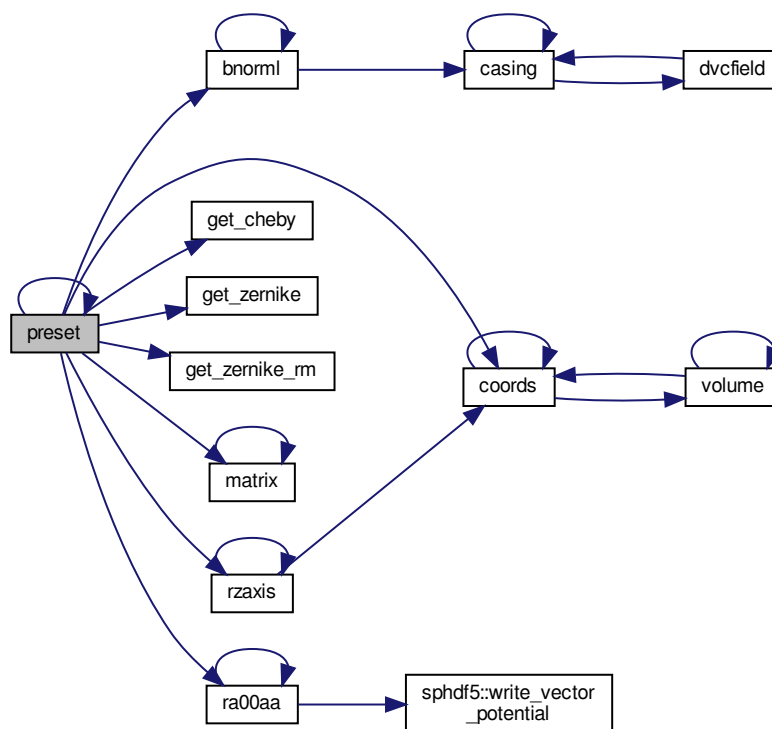 bnorml
casing
dvcfield
get_cheby
get_zernike
preset
get_zernike_rm
coords
volume
matrix
rzaxis
ra00aa
sphdf5::write_vector
_potential